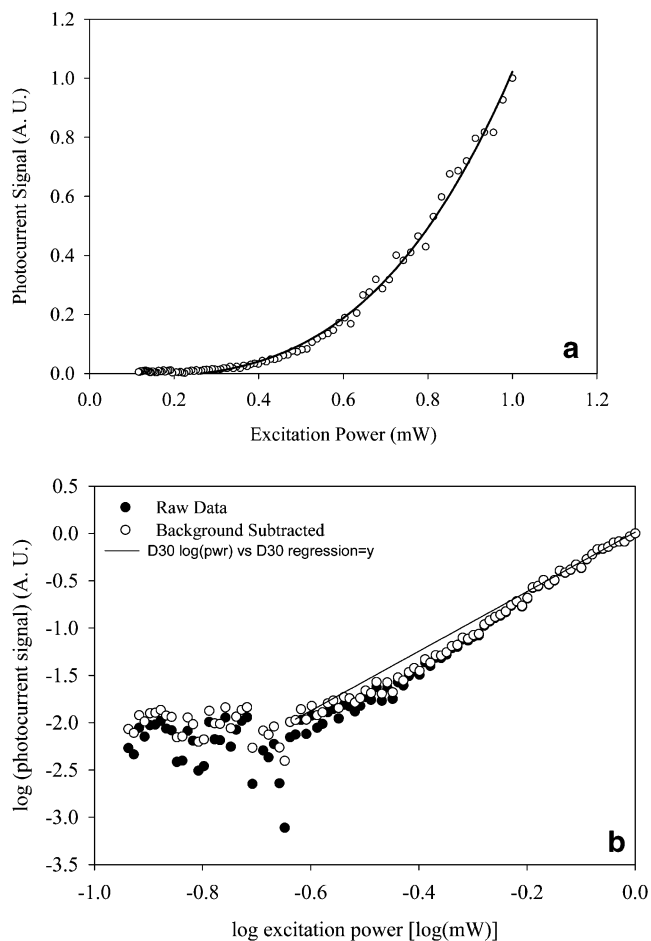 1.2
1.0
0.8
0.6
0.4
0.2
0.0
Photocurrent Signal (A. U.)
a
0.0 0.2 0.4 0.6 0.8 1.0 1.2
Excitation Power (mW)
0.5
0.0
-0.5
-1.0
-1.5
-2.0
-2.5
-3.0
-3.5
log (photocurrent signal) (A. U.)
Raw Data
Background Subtracted
D30 log(pwr) vs D30 regression=y
b
-1.0 -0.8 -0.6 -0.4 -0.2 0.0
log excitation power [log(mW)]